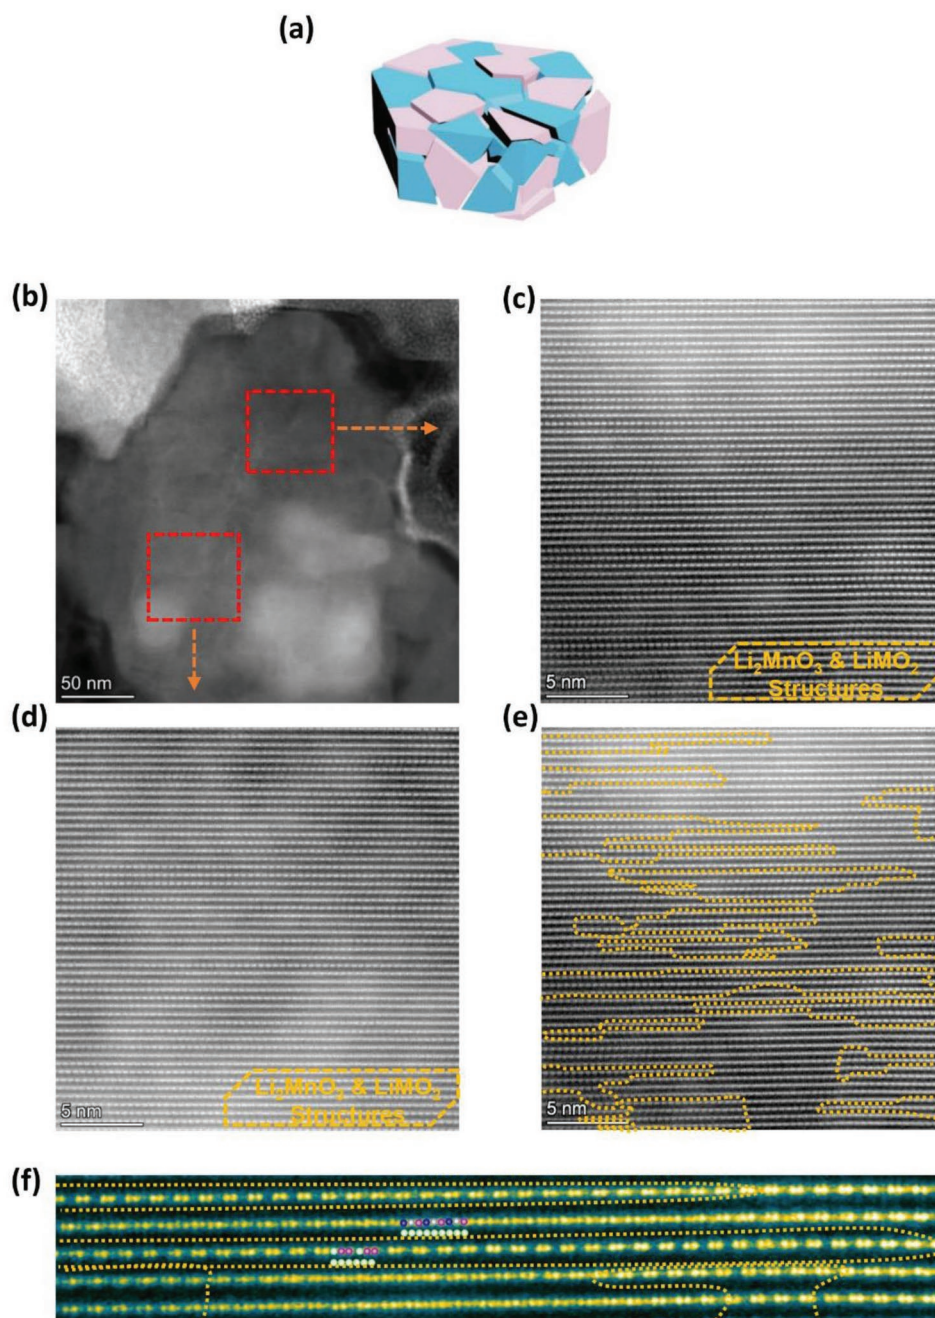 (a)
(b)
(c)
50 nm
Li₂MnO₃ & LiMO₂
5 nm
Structures
(d)
(e)
Li₂MnO₃ & LiMO₂
5 nm
Structures
5 nm
(f)